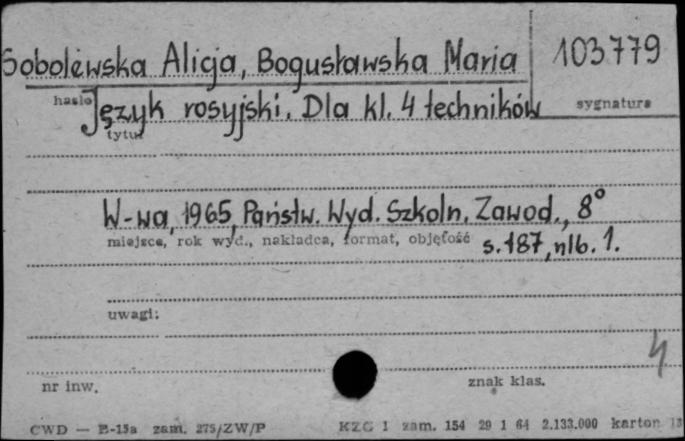 Sobolewska Alicja, Bogusławska Maria 103779
hasło Język rosyjski. Dla kl. 4 techników sygnatura
tytuł
W-wa, 1965, Państw. Wyd. Szkoln. Zawod., 8°
miejsce, rok wyd., nakładca, format, objętość s. 187, nlb. 1.
uwagi:
4
nr inw. znak klas.
CWD — B-15a zam. 275/ZW/P KZG 1 zam. 154 29 1 64 2.133.000 karton